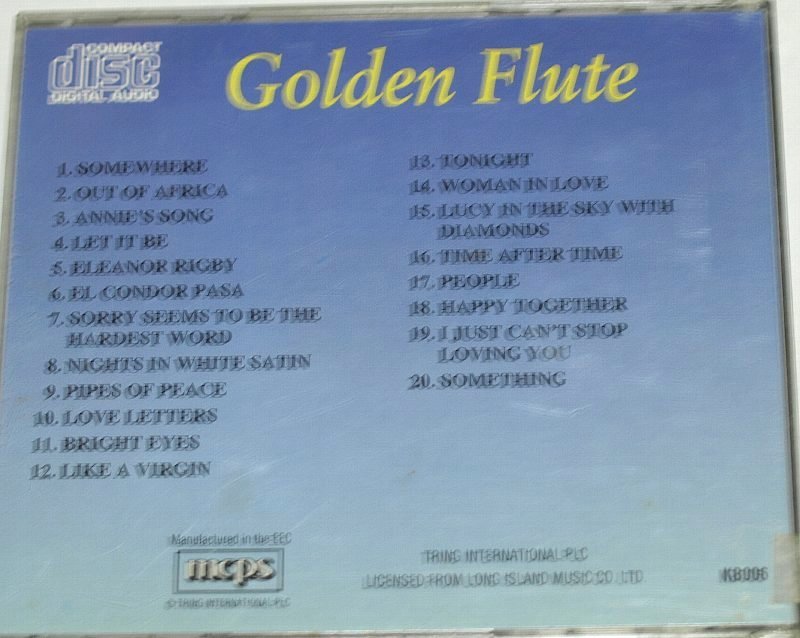 COMPACT
disc
DIGITAL AUDIO
Golden Flute
1. SOMEWHERE
2. OUT OF AFRICA
3. ANNIE'S SONG
4. LET IT BE
5. ELEANOR RIGBY
6. EL CONDOR PASA
7. SORRY SEEMS TO BE THE
HARDEST WORD
8. NIGHTS IN WHITE SATIN
9. PIPES OF PEACE
10. LOVE LETTERS
11. BRIGHT EYES
12. LIKE A VIRGIN
13. TONIGHT
14. WOMAN IN LOVE
15. LUCY IN THE SKY WITH
DIAMONDS
16. TIME AFTER TIME
17. PEOPLE
18. HAPPY TOGETHER
19. I JUST CAN'T STOP
LOVING YOU
20. SOMETHING
Manufactured in the EEC
mcps
© TRING INTERNATIONAL PLC
TRING INTERNATIONAL PLC
LICENSED FROM LONG ISLAND MUSIC CO. LTD
KB006